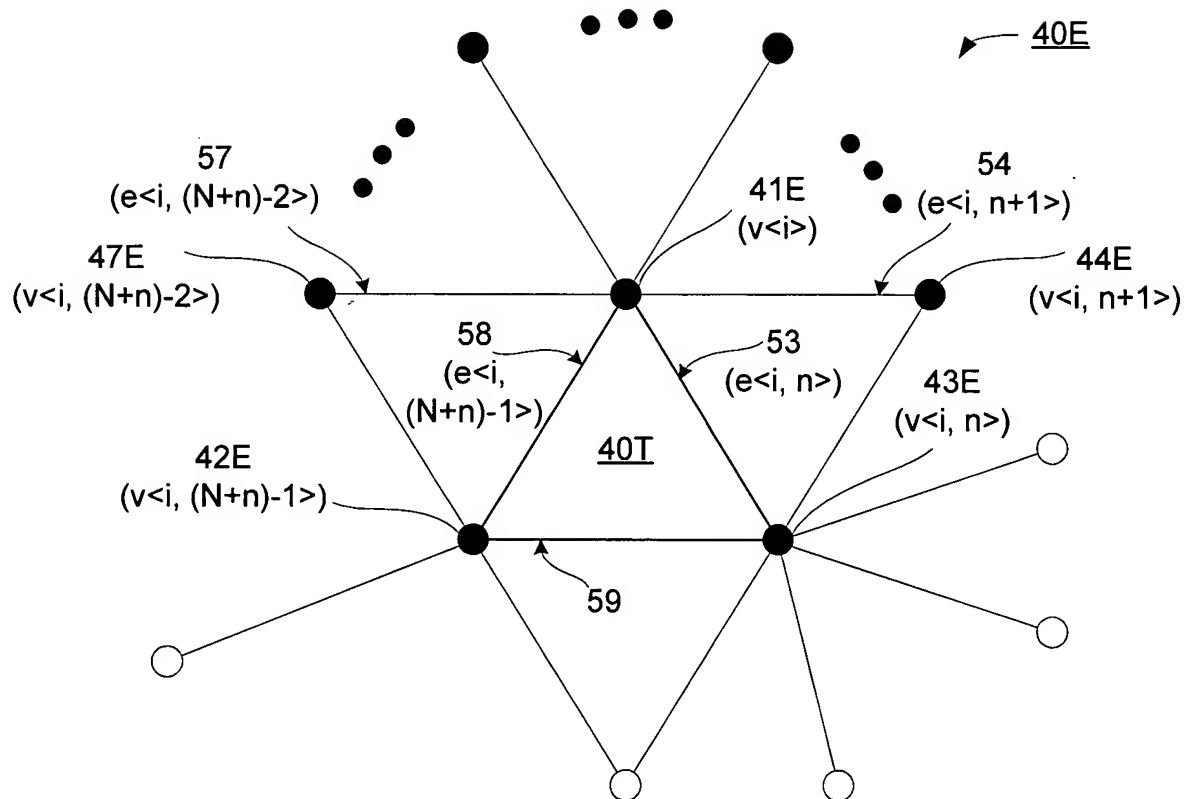 40E
57
(e<i, (N+n)-2>)
54
(e<i, n+1>)
41E
(v<i>)
47E
(v<i, (N+n)-2>)
44E
(v<i, n+1>)
58
(e<i,
(N+n)-1>)
53
(e<i, n>)
43E
(v<i, n>)
40T
42E
(v<i, (N+n)-1>)
59